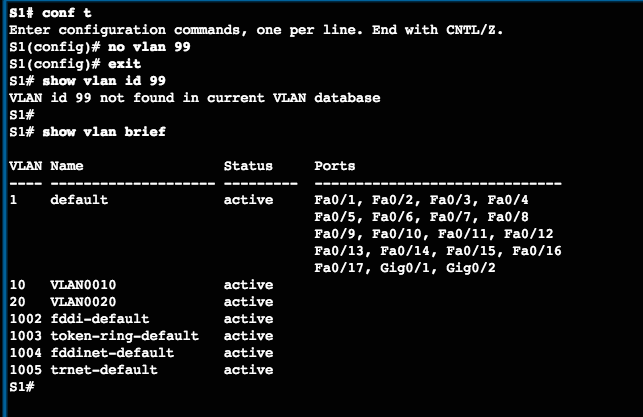 S1# conf t
Enter configuration commands, one per line. End with CNTL/Z.
S1(config)# no vlan 99
S1(config)# exit
S1# show vlan id 99
VLAN id 99 not found in current VLAN database
S1#
S1# show vlan brief
VLAN Name Status Ports
---- -------------------- --------- ------------------------------
1 default active Fa0/1, Fa0/2, Fa0/3, Fa0/4
Fa0/5, Fa0/6, Fa0/7, Fa0/8
Fa0/9, Fa0/10, Fa0/11, Fa0/12
Fa0/13, Fa0/14, Fa0/15, Fa0/16
Fa0/17, Gig0/1, Gig0/2
10 VLAN0010 active
20 VLAN0020 active
1002 fddi-default active
1003 token-ring-default active
1004 fddinet-default active
1005 trnet-default active
S1#